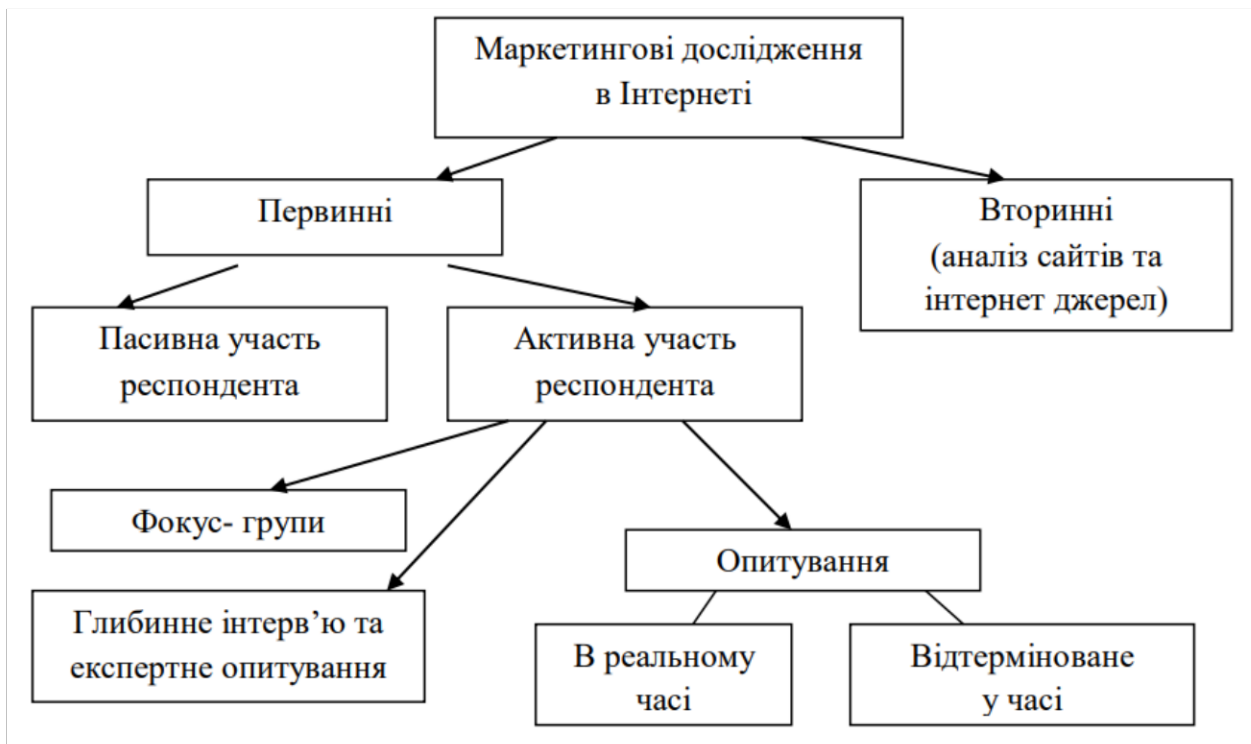 Маркетингові дослідження
в Інтернеті
Первинні
Вторинні
(аналіз сайтів та
інтернет джерел)
Пасивна участь
респондента
Активна участь
респондента
Фокус- групи
Опитування
Глибинне інтерв’ю та
експертне опитування
В реальному
часі
Відтерміноване
у часі